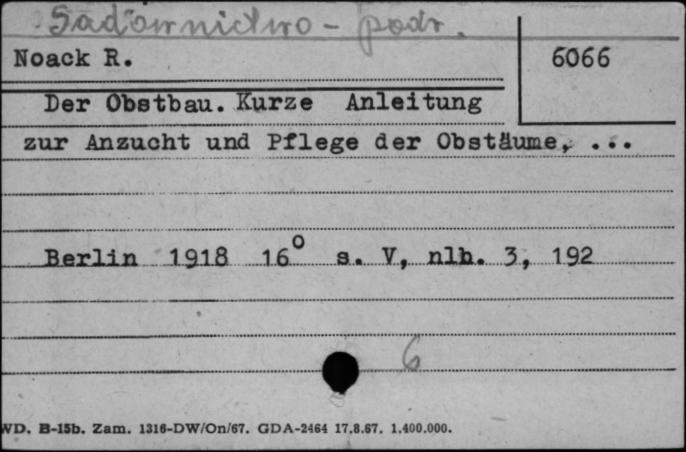 Sadownictwo - podr.
Noack R.
6066
Der Obstbau. Kurze Anleitung
zur Anzucht und Pflege der Obstäume, ...
Berlin 1918 16° s. V, nlb. 3, 192
6
WD. B-15b. Zam. 1316-DW/On/67. GDA-2464 17.8.67. 1.400.000.